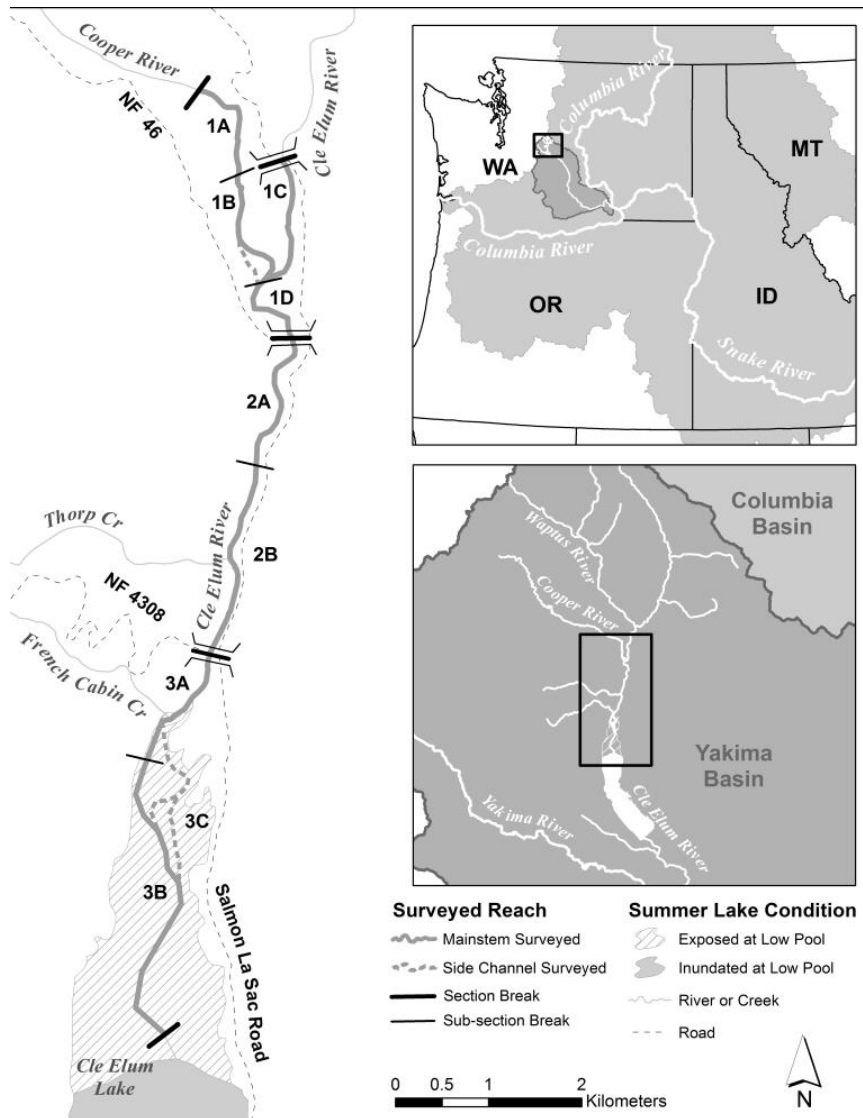 Cooper River
NF 46
Cle Elum River
1A
1B
1C
1D
2A
Cle Elum River
2B
Thorp Cr
NF 4308
French Cabin Cr
3A
3C
3B
Salmon La Sac Road
Cle Elum
Lake
Columbia River
WA
MT
Columbia River
OR
ID
Snake River
Columbia
Basin
Waptus River
Cooper River
Yakima
Basin
Yakima River
Cle Elum River
Surveyed Reach
Mainstem Surveyed
Side Channel Surveyed
Section Break
Sub-section Break
Summer Lake Condition
Exposed at Low Pool
Inundated at Low Pool
River or Creek
Road
0 0.5 1 2
Kilometers
N